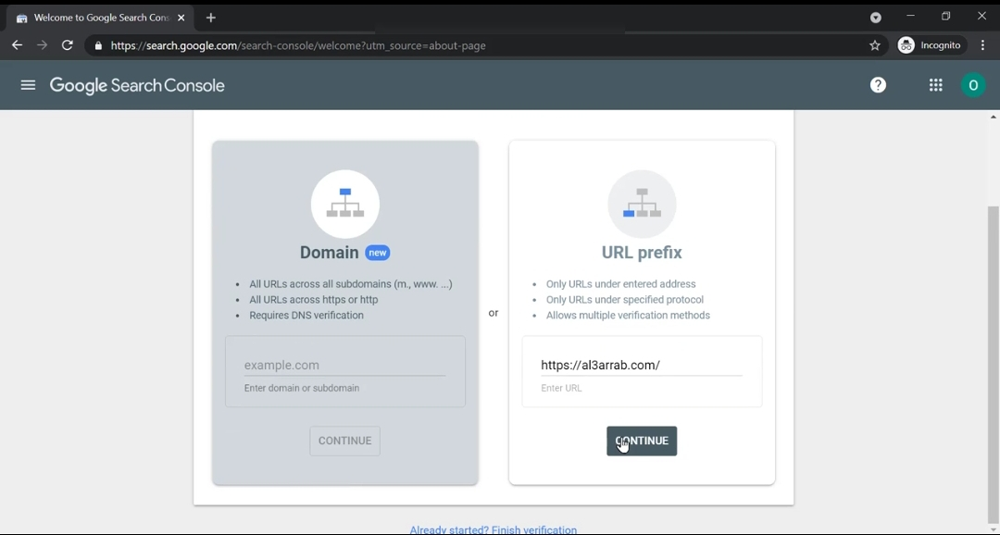 Welcome to Google Search Con
https://search.google.com/search-console/welcome?utm_source=about-page
Incognito
Google Search Console
O
Domain new
All URLs across all subdomains (m., www. ...)
All URLs across https or http
Requires DNS verification
example.com
Enter domain or subdomain
CONTINUE
or
URL prefix
Only URLs under entered address
Only URLs under specified protocol
Allows multiple verification methods
https://al3arrab.com/
Enter URL
CONTINUE
Already started? Finish verification